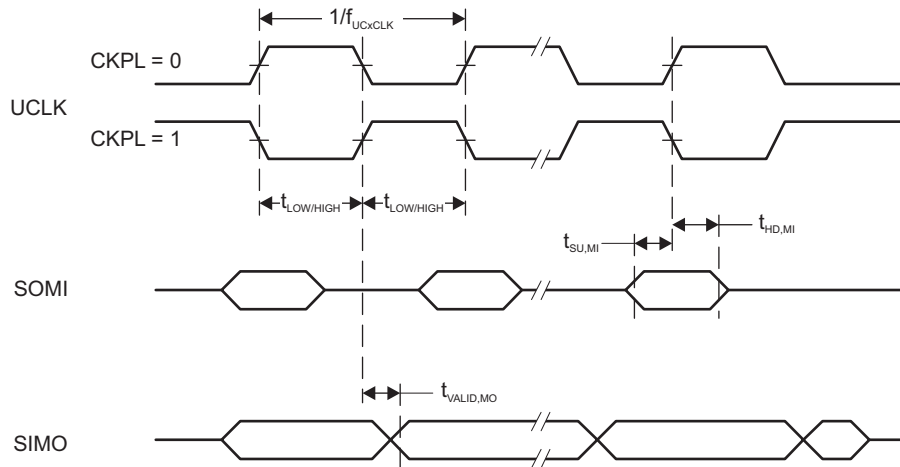 1/fUCxCLK
CKPL = 0
UCLK
CKPL = 1
tLOW/HIGH tLOW/HIGH
tHD,MI
tSU,MI
SOMI
tVALID,MO
SIMO